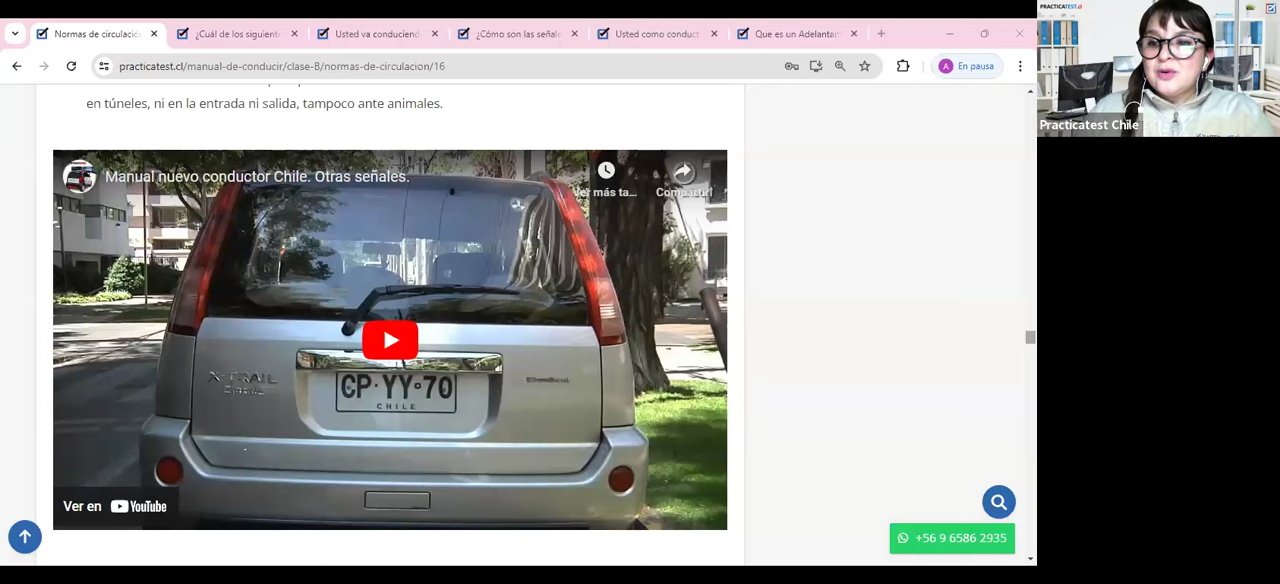 Normas de circulació
¿Cuál de los siguiente
Usted va conduciend
¿Cómo son las señale
Usted como conduct
Que es un Adelantan
practicatest.cl/manual-de-conducir/clase-B/normas-de-circulacion/16
A En pausa
PRACTICATEST.cl
Practicatest Chile
en túneles, ni en la entrada ni salida, tampoco ante animales.
Manual nuevo conductor Chile. Otras señales.
Ver más ta...
Compartir
X-TRAIL
CP·YY·70
CHILE
Ver en YouTube
+56 9 6586 2935